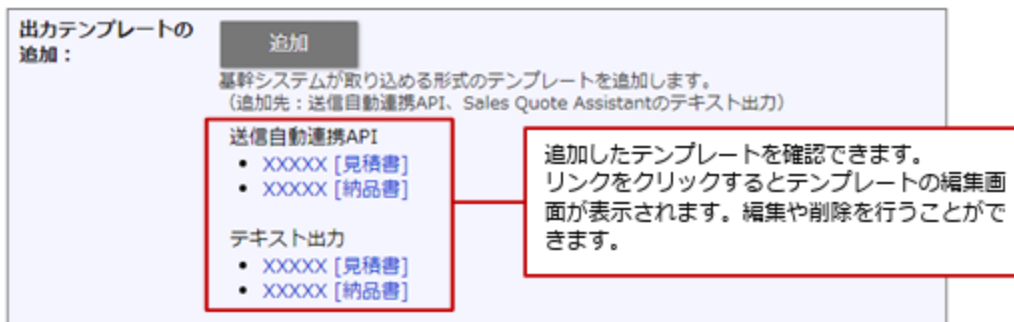 出力テンプレートの
追加：
追加
基幹システムが取り込める形式のテンプレートを追加します。
（追加先：送信自動連携API、Sales Quote Assistantのテキスト出力）
送信自動連携API
• XXXXX [見積書]
• XXXXX [納品書]
テキスト出力
• XXXXX [見積書]
• XXXXX [納品書]
追加したテンプレートを確認できます。
リンクをクリックするとテンプレートの編集画
面が表示されます。編集や削除を行うことがで
きます。